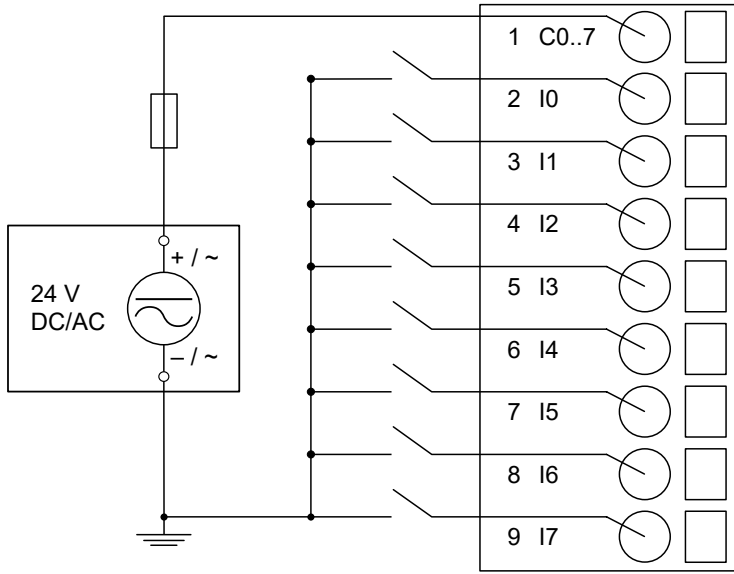 1 C0..7
2 I0
3 I1
4 I2
5 I3
6 I4
7 I5
8 I6
9 I7
+ / ~
24 V
DC/AC
– / ~